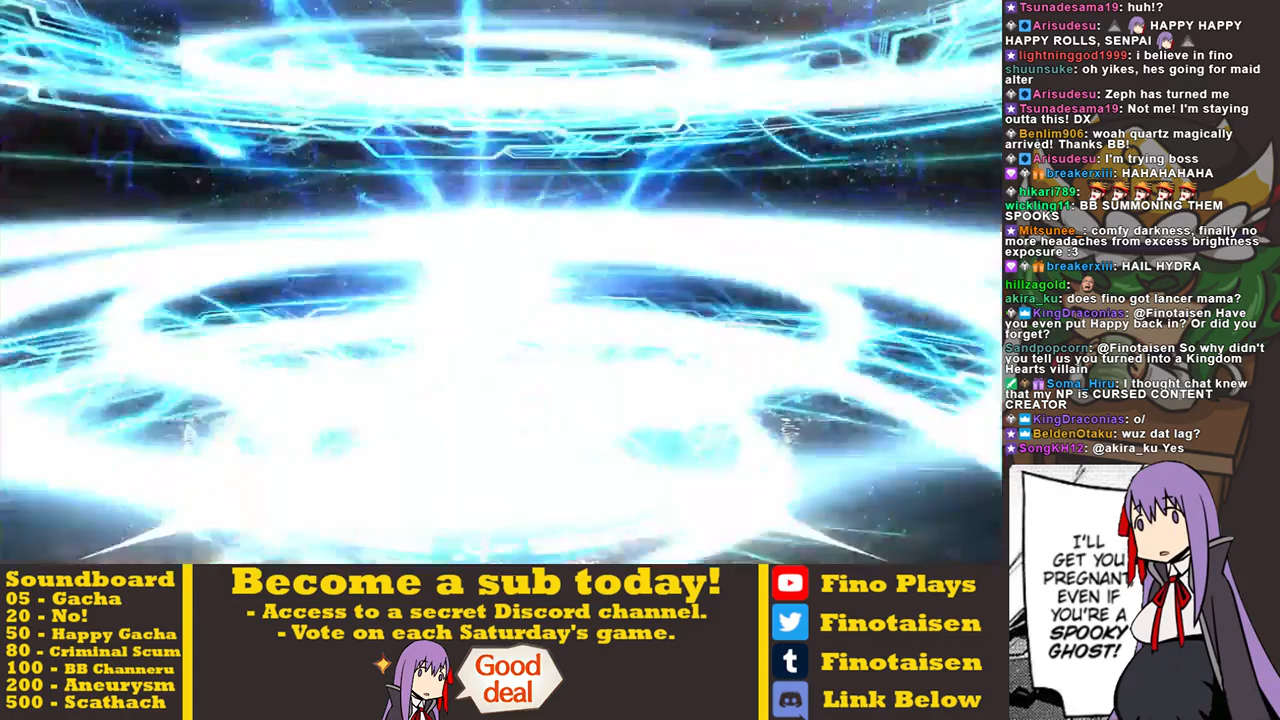 Tsunadesama19: huh!?
Arisudesu: HAPPY HAPPY
HAPPY ROLLS, SENPAI
lightninggod1999: i believe in fino
shuunsuke: oh yikes, hes going for maid
alter
Arisudesu: Zeph has turned me
Tsunadesama19: Not me! I'm staying
outta this! DX
Benlim906: woah quartz magically
arrived! Thanks BB!
Arisudesu: I'm trying boss
breakerxiii: HAHAHAHAHA
hikari789:
wickling11: BB SUMMONING THEM
SPOOKS
Mitsunee_: comfy darkness, finally no
more headaches from excess brightness
exposure :3
breakerxiii: HAIL HYDRA
hillzagold:
akira_ku: does fino got lancer mama?
KingDraconias: @Finotaisen Have
you even put Happy back in? Or did you
forget?
Sandpopcorn: @Finotaisen So why didn't
you tell us you turned into a Kingdom
Hearts villain
Soma_Hiru: I thought chat knew
that my NP is CURSED CONTENT
CREATOR
KingDraconias: o/
BeldenOtaku: wuz dat lag?
SongKH12: @akira_ku Yes
I'LL
GET YOU
PREGNANT
EVEN IF
YOU'RE A
SPOOKY
GHOST!
Soundboard
05 - Gacha
20 - No!
50 - Happy Gacha
80 - Criminal Scum
100 - BB Channeru
200 - Aneurysm
500 - Scathach
Become a sub today!
- Access to a secret Discord channel.
- Vote on each Saturday's game.
Good
deal
Fino Plays
Finotaisen
t Finotaisen
Link Below